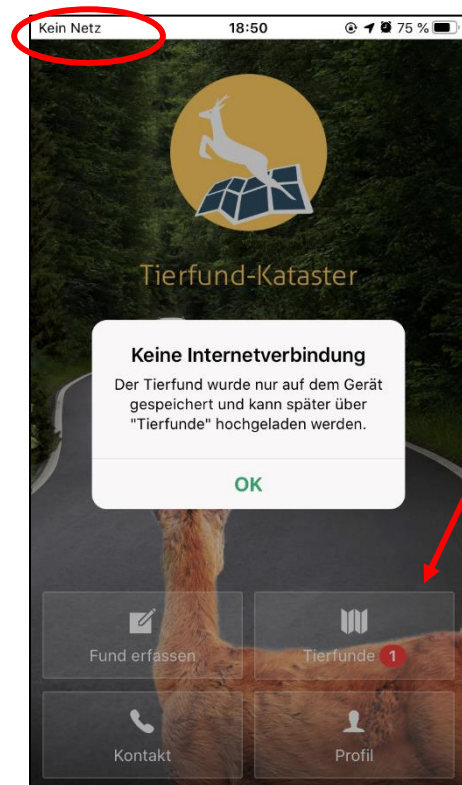 Kein Netz 18:50 75 %
Tierfund-Kataster
Keine Internetverbindung
Der Tierfund wurde nur auf dem Gerät
gespeichert und kann später über
"Tierfunde" hochgeladen werden.
OK
Fund erfassen Tierfunde 1
Kontakt Profil